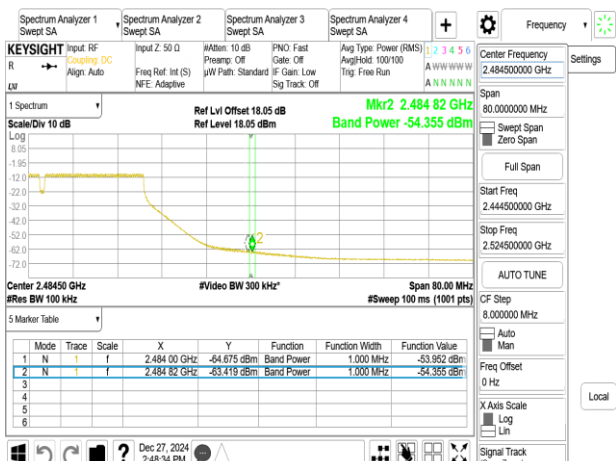 Spectrum Analyzer 1
Swept SA
Spectrum Analyzer 2
Swept SA
Spectrum Analyzer 3
Swept SA
Spectrum Analyzer 4
Swept SA
+
Frequency
Settings
KEYSIGHT
R
Input: RF
Coupling: DC
Align: Auto
Input Z: 50 Ω
Freq Ref: Int (S)
NFE: Adaptive
#Atten: 10 dB
Preamp: Off
µW Path: Standard
PNO: Fast
Gate: Off
IF Gain: Low
Sig Track: Off
Avg Type: Power (RMS)
Avg|Hold: 100/100
Trig: Free Run
1 2 3 4 5 6
A W W W W W
A N N N N N
1 Spectrum
Scale/Div 10 dB
Ref Lvl Offset 18.05 dB
Ref Level 18.05 dBm
Mkr2 2.484 82 GHz
Band Power -54.355 dBm
Log
8.05
-1.95
-12.0
-22.0
-32.0
-42.0
-52.0
-62.0
-72.0
2
Center 2.48450 GHz
#Res BW 100 kHz
#Video BW 300 kHz*
Span 80.00 MHz
#Sweep 100 ms (1001 pts)
5 Marker Table
Mode Trace Scale X Y Function Function Width Function Value
1 N 1 f 2.484 00 GHz -64.675 dBm Band Power 1.000 MHz -53.952 dBm
2 N 1 f 2.484 82 GHz -63.419 dBm Band Power 1.000 MHz -54.355 dBm
3
4
5
6
Center Frequency
2.484500000 GHz
Span
80.0000000 MHz
Swept Span
Zero Span
Full Span
Start Freq
2.444500000 GHz
Stop Freq
2.524500000 GHz
AUTO TUNE
CF Step
8.000000 MHz
Auto
Man
Freq Offset
0 Hz
X Axis Scale
Log
Lin
Signal Track
Local
?
Dec 27, 2024
2:48:34 PM